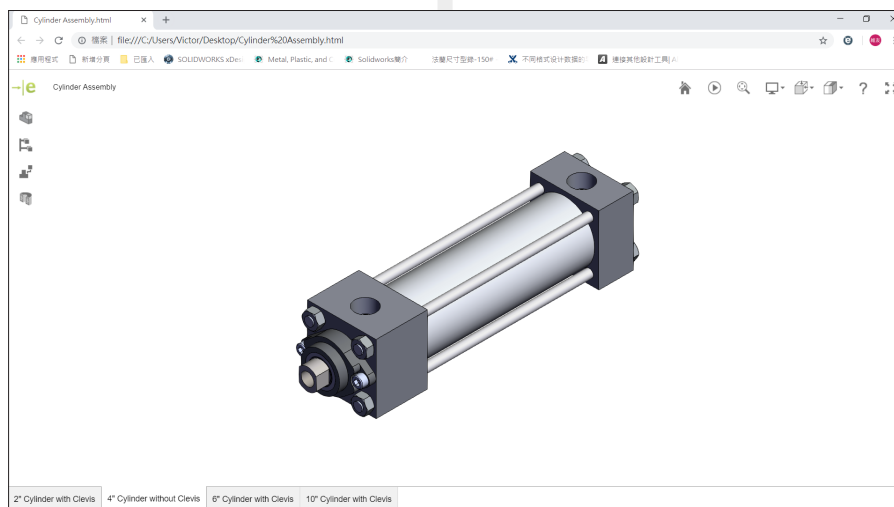 Cylinder Assembly.html
檔案 | file:///C:/Users/Victor/Desktop/Cylinder%20Assembly.html
應用程式 新增分頁 已匯入 SOLIDWORKS xDes Metal, Plastic, and C Solidworks簡介 法蘭尺寸型錄-150# 不同格式设计数据的 連接其他設計工具| A
e Cylinder Assembly
2" Cylinder with Clevis 4" Cylinder without Clevis 6" Cylinder with Clevis 10" Cylinder with Clevis